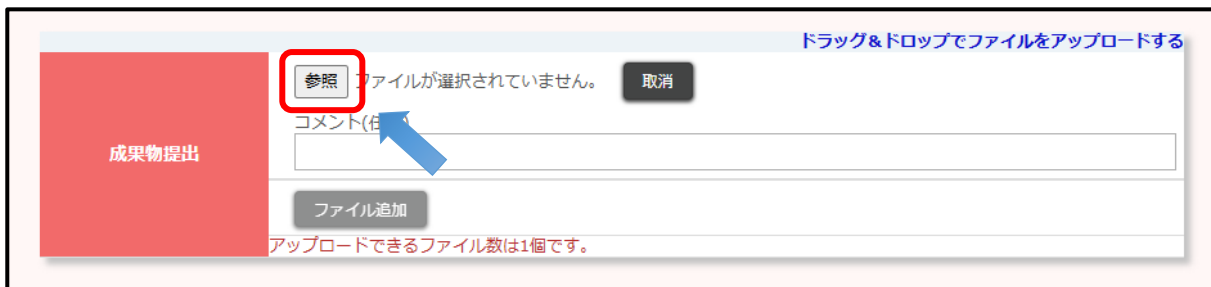 ドラッグ&ドロップでファイルをアップロードする
参照 ファイルが選択されていません。 取消
コメント(任
成果物提出
ファイル追加
アップロードできるファイル数は1個です。